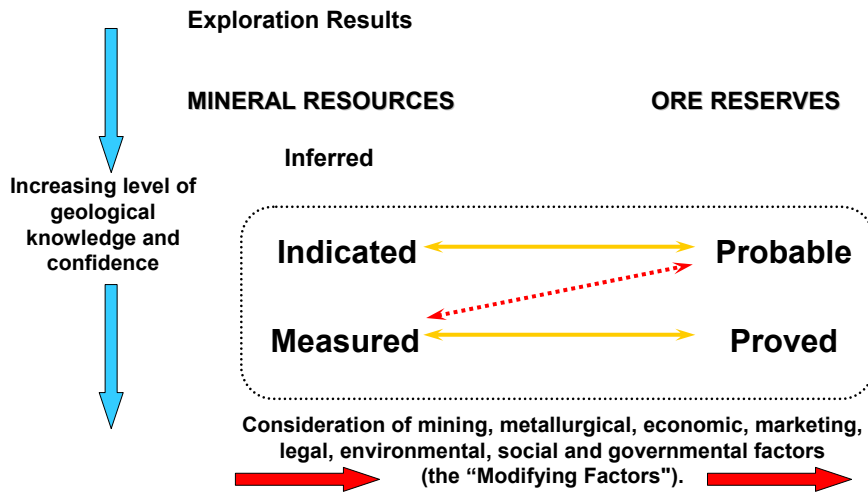 Exploration Results
MINERAL RESOURCES
ORE RESERVES
Inferred
Increasing level of
geological
knowledge and
confidence
Indicated
Probable
Measured
Proved
Consideration of mining, metallurgical, economic, marketing,
legal, environmental, social and governmental factors
(the “Modifying Factors").